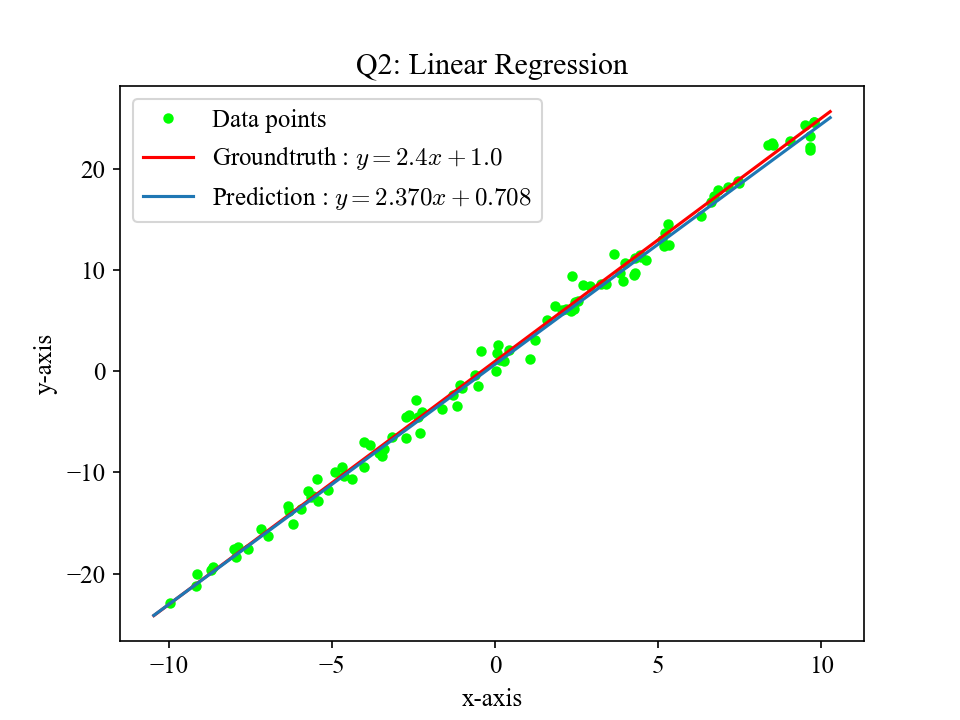 Q2: Linear Regression
Data points
Groundtruth : y = 2.4x + 1.0
Prediction : y = 2.370x + 0.708
20
10
0
−10
−20
y-axis
−10 −5 0 5 10
x-axis